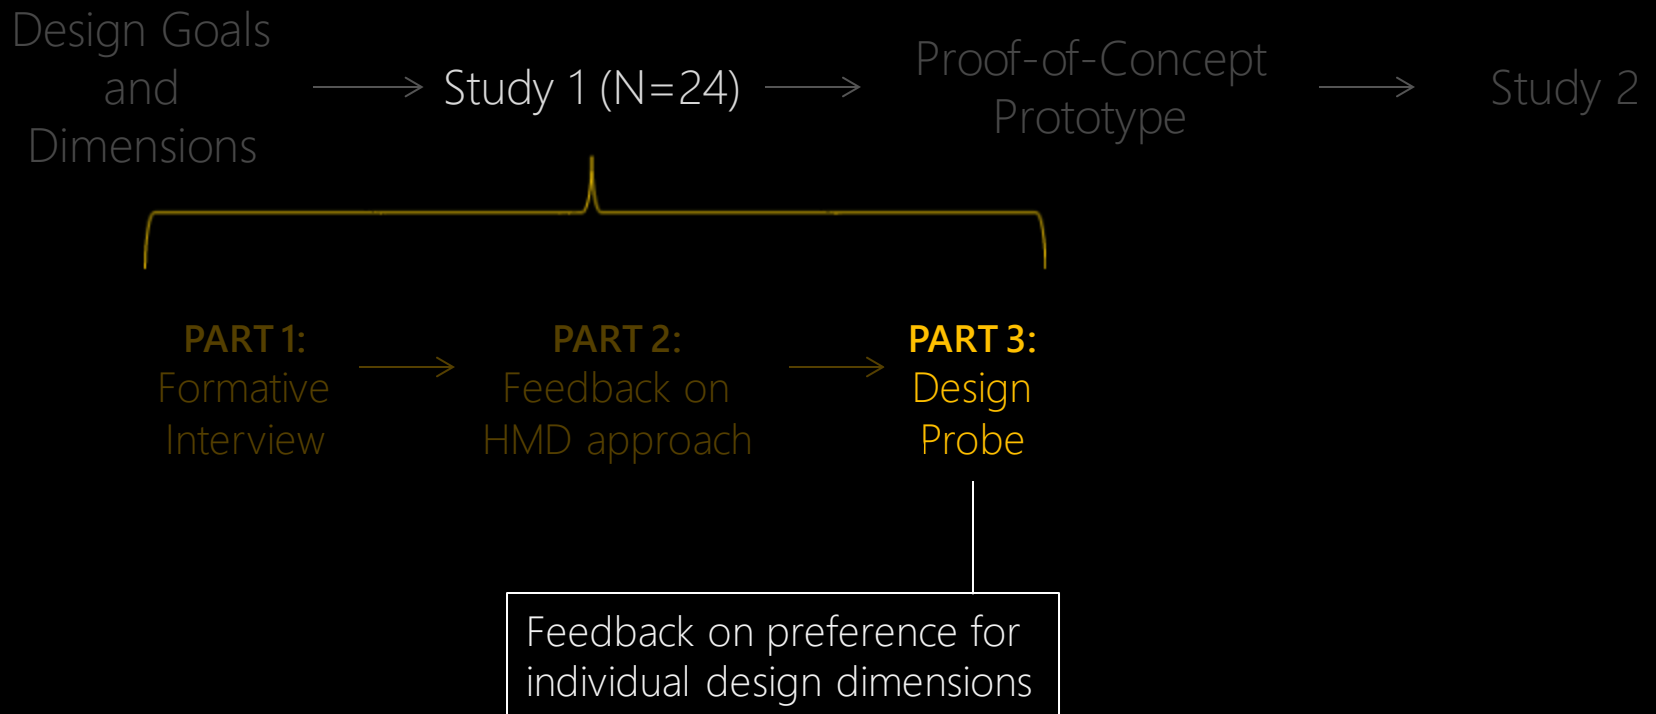 Design Goals
and
Dimensions
Study 1 (N=24)
Proof-of-Concept
Prototype
Study 2
PART 1:
Formative
Interview
PART 2:
Feedback on
HMD approach
PART 3:
Design
Probe
Feedback on preference for
individual design dimensions